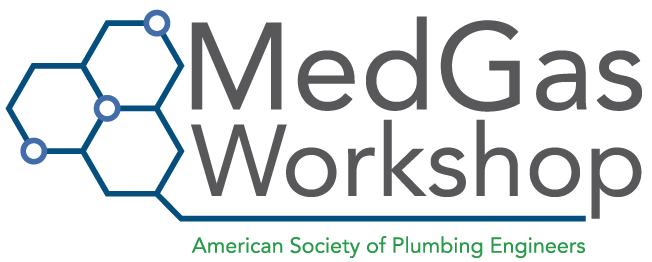 MedGas
Workshop
American Society of Plumbing Engineers